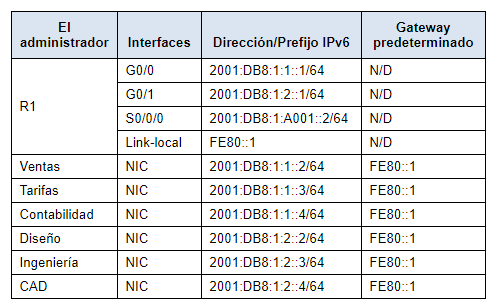 El administrador Interfaces Dirección/Prefijo IPv6 Gateway predeterminado
R1 G0/0 2001:DB8:1:1::1/64 N/D
G0/1 2001:DB8:1:2::1/64 N/D
S0/0/0 2001:DB8:1:A001::2/64 N/D
Link-local FE80::1 N/D
Ventas NIC 2001:DB8:1:1::2/64 FE80::1
Tarifas NIC 2001:DB8:1:1::3/64 FE80::1
Contabilidad NIC 2001:DB8:1:1::4/64 FE80::1
Diseño NIC 2001:DB8:1:2::2/64 FE80::1
Ingeniería NIC 2001:DB8:1:2::3/64 FE80::1
CAD NIC 2001:DB8:1:2::4/64 FE80::1